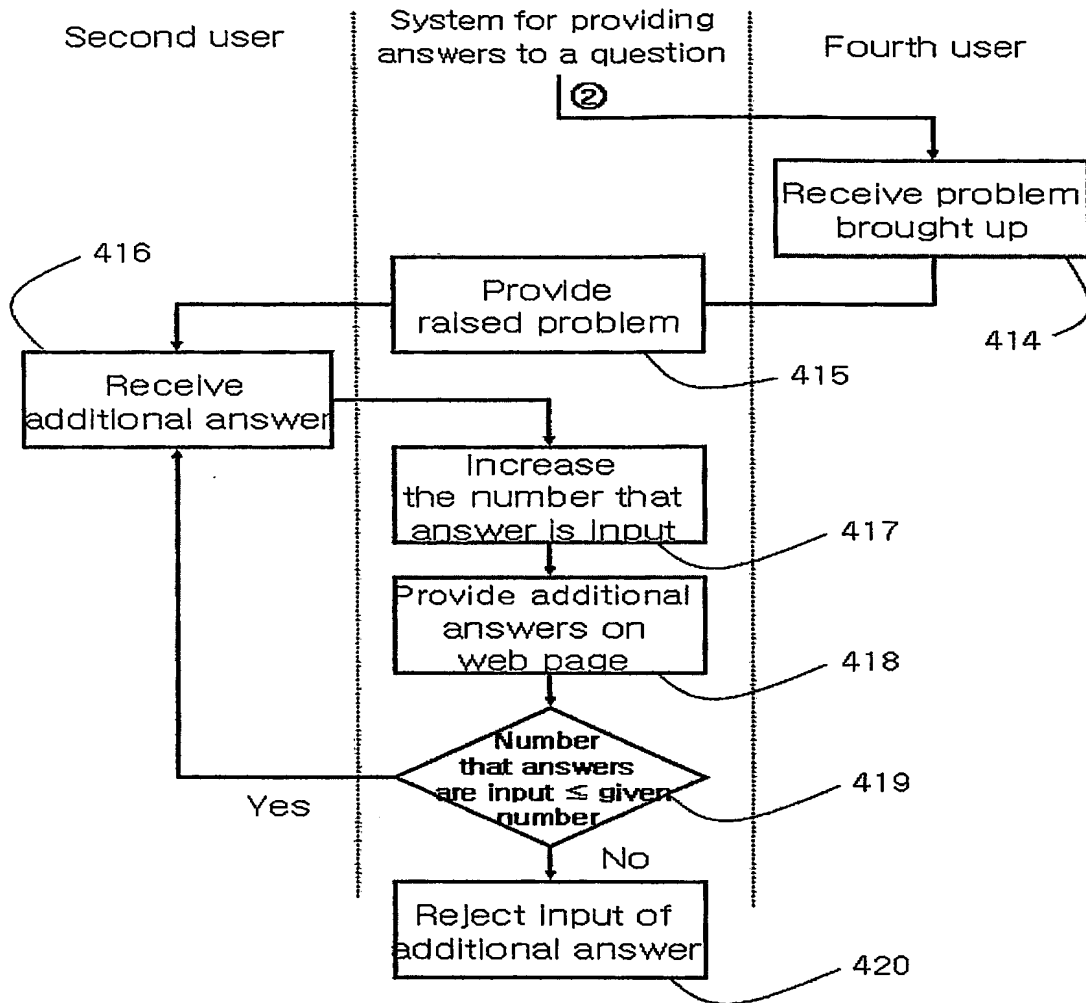 Second user
System for providing
answers to a question
Fourth user
②
Receive problem
brought up
414
416
Provide
raised problem
415
Receive
additional answer
Increase
the number that
answer is input
417
Provide additional
answers on
web page
418
Number
that answers
are input ≤ given
number
419
Yes
No
Reject input of
additional answer
420